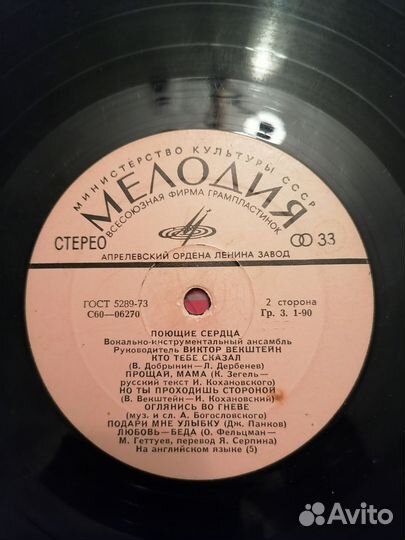 МИНИСТЕРСТВО КУЛЬТУРЫ СССР
МЕЛОДИЯ
ВСЕСОЮЗНАЯ ФИРМА ГРАМПЛАСТИНОК
СТЕРЕО
33
АПРЕЛЕВСКИЙ ОРДЕНА ЛЕНИНА ЗАВОД
ГОСТ 5289-73
2 сторона
С60—06270
Гр. 3. 1-90
ПОЮЩИЕ СЕРДЦА
Вокально-инструментальный ансамбль
Руководитель ВИКТОР ВЕКШТЕЙН
КТО ТЕБЕ СКАЗАЛ
(В. Добрынин—Л. Дербенев)
ПРОЩАЙ, МАМА (К. Зегель—
русский текст И. Кохановского)
НО ТЫ ПРОХОДИШЬ СТОРОНОЙ
(В. Векштейн—И. Кохановский)
ОГЛЯНИСЬ ВО ГНЕВЕ
(муз. и сл. А. Богословского)
ПОДАРИ МНЕ УЛЫБКУ (Дж. Панков)
ЛЮБОВЬ—БЕДА (О. Фельцман—
М. Геттуев, перевод Я. Серпина)
На английском языке (5)
Avito